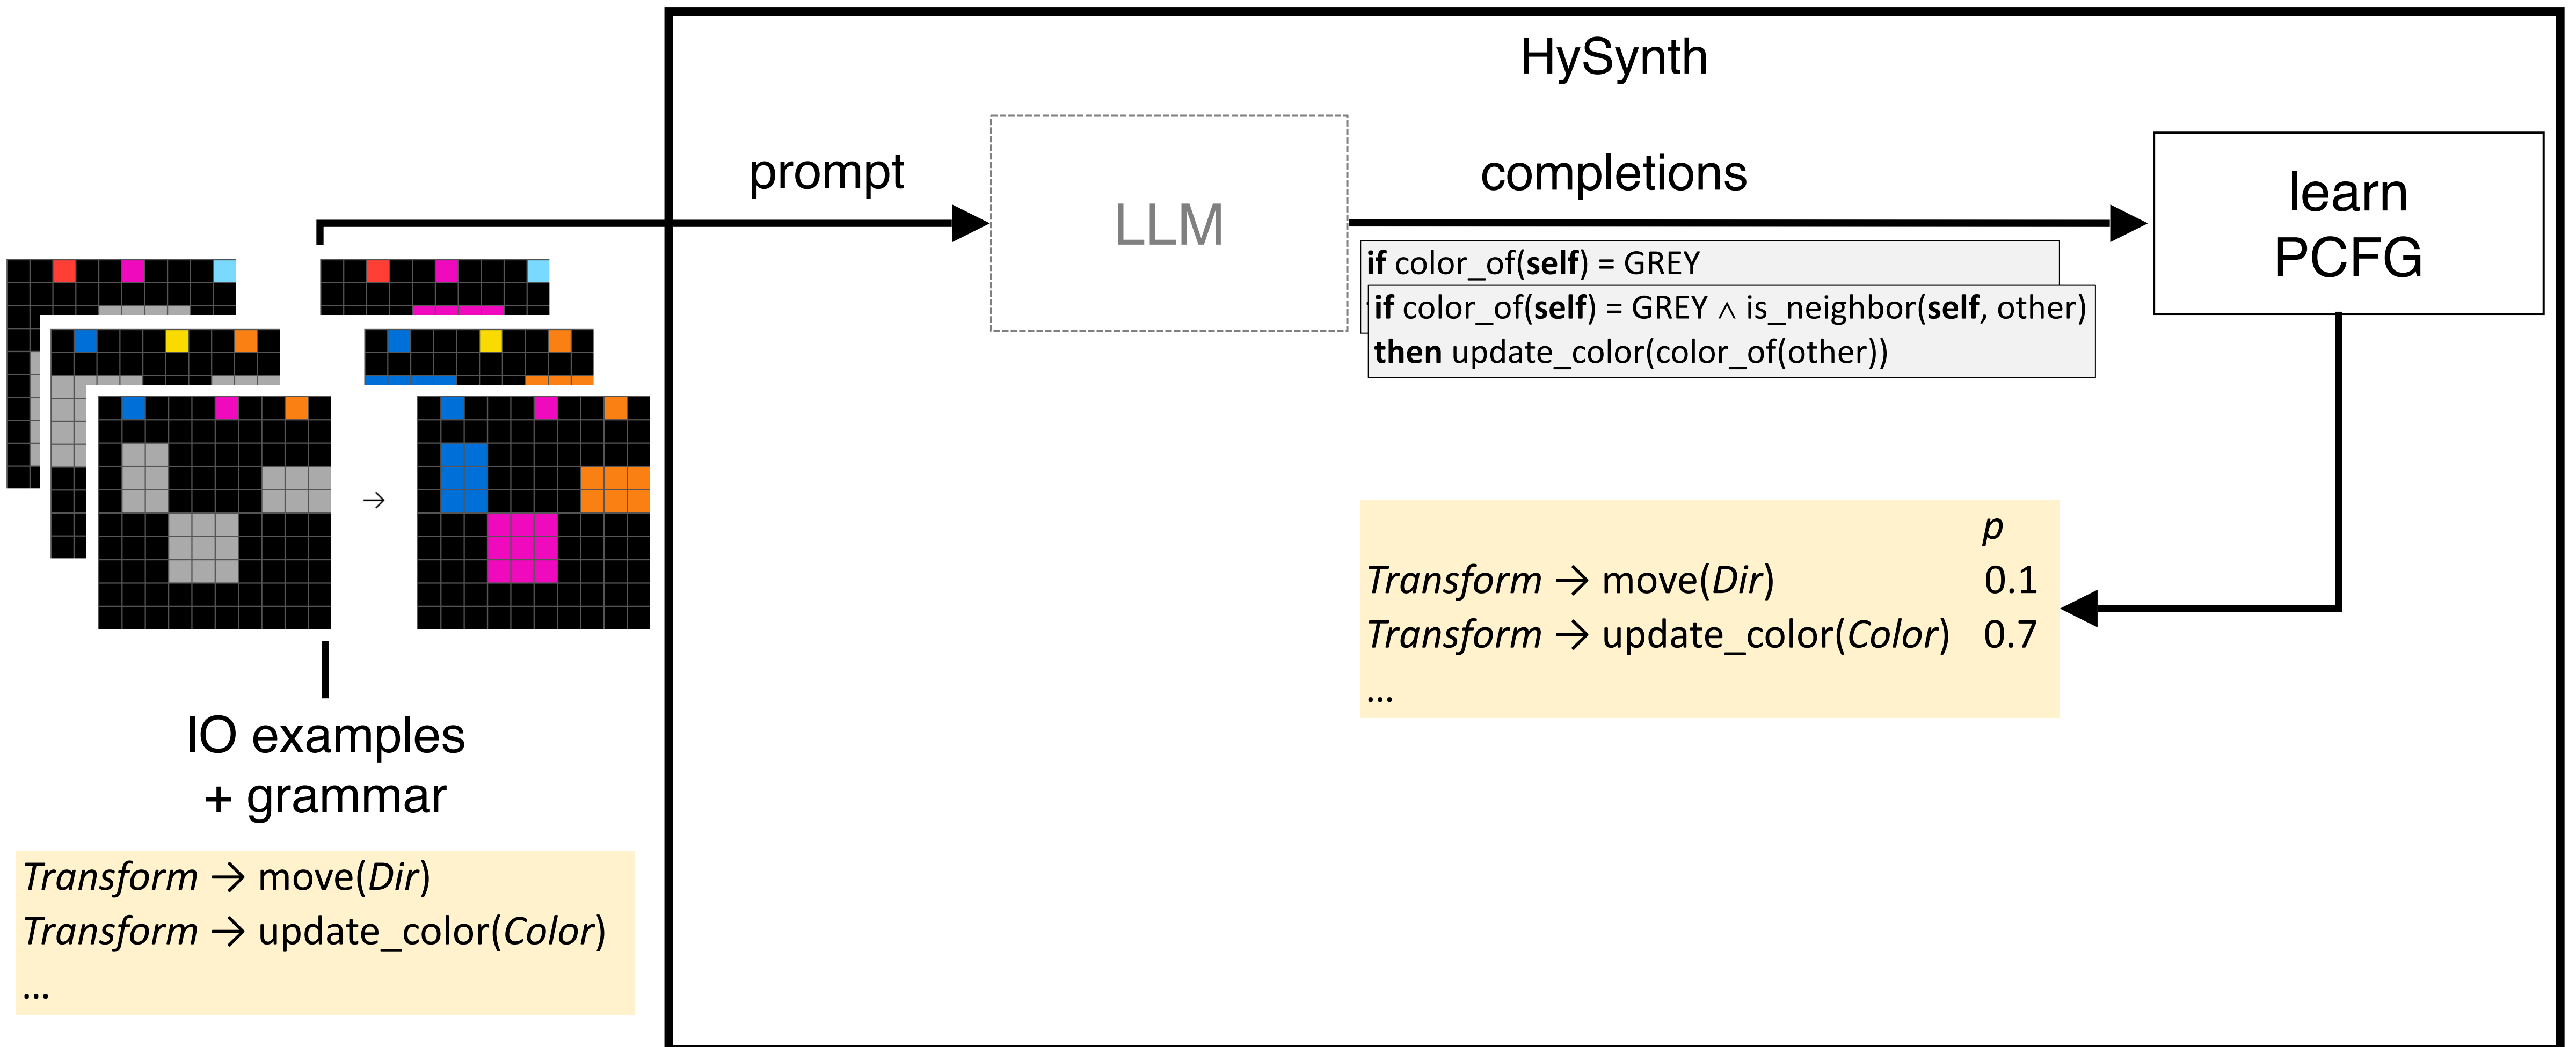 HySynth
prompt
LLM
completions
learn
PCFG
if color_of(self) = GREY
if color_of(self) = GREY ∧ is_neighbor(self, other)
then update_color(color_of(other))
→
p
Transform → move(Dir) 0.1
Transform → update_color(Color) 0.7
...
IO examples
+ grammar
Transform → move(Dir)
Transform → update_color(Color)
...